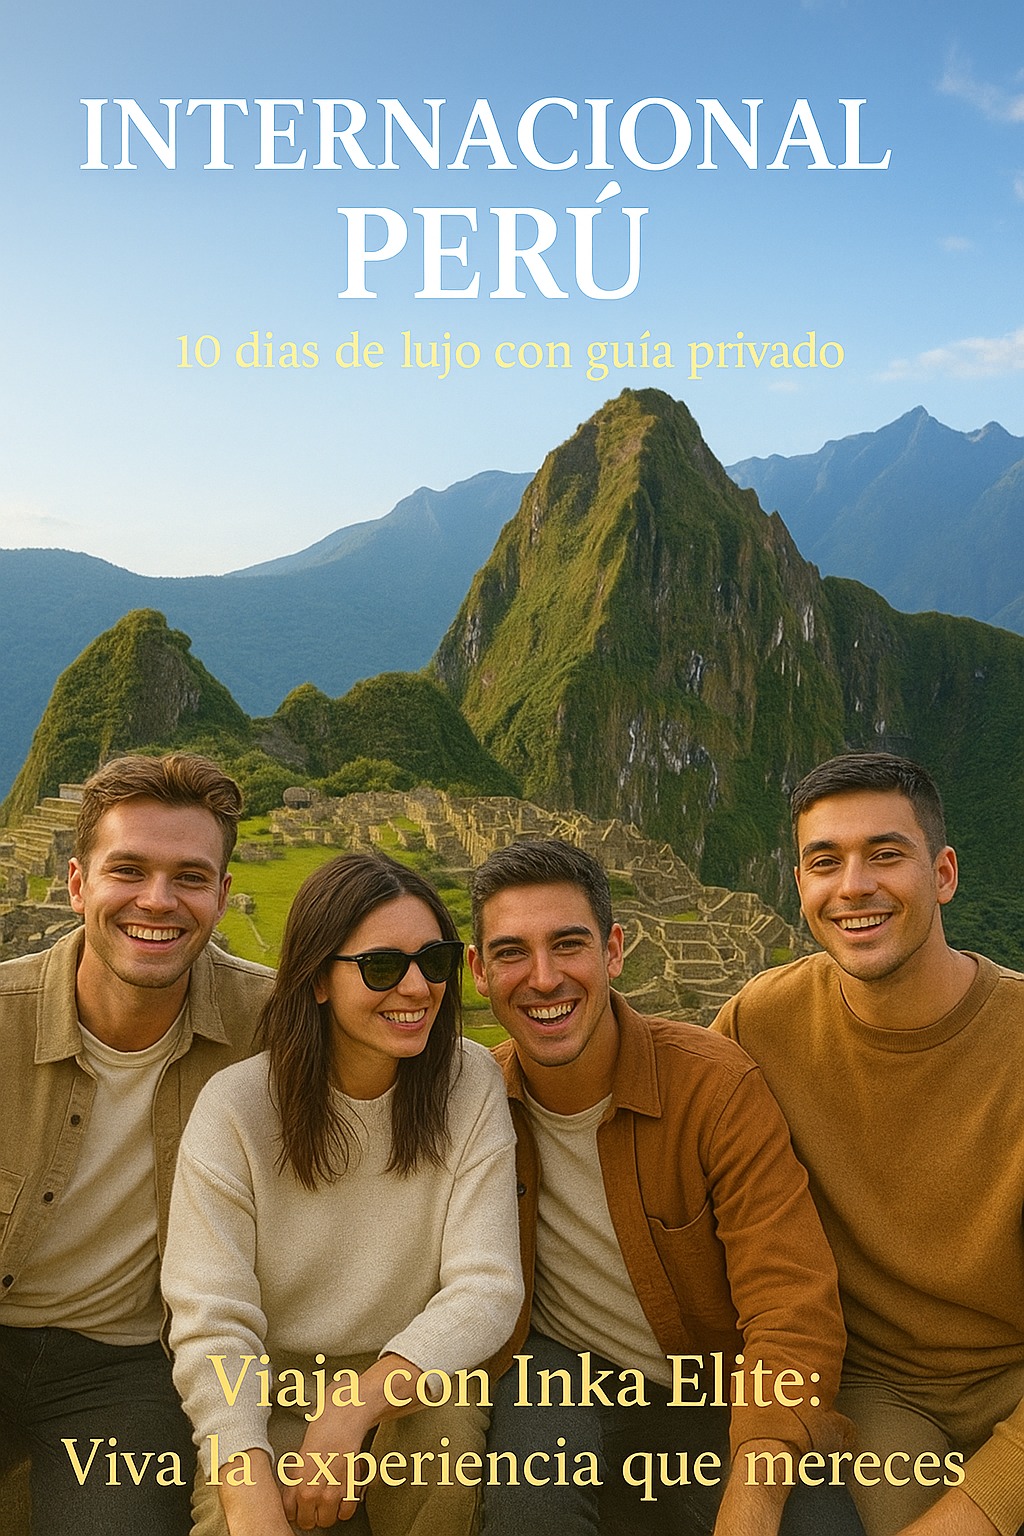 INTERNACIONAL
PERÚ
10 dias de lujo con guía privado
Viaja con Inka Elite:
Viva la experiencia que mereces